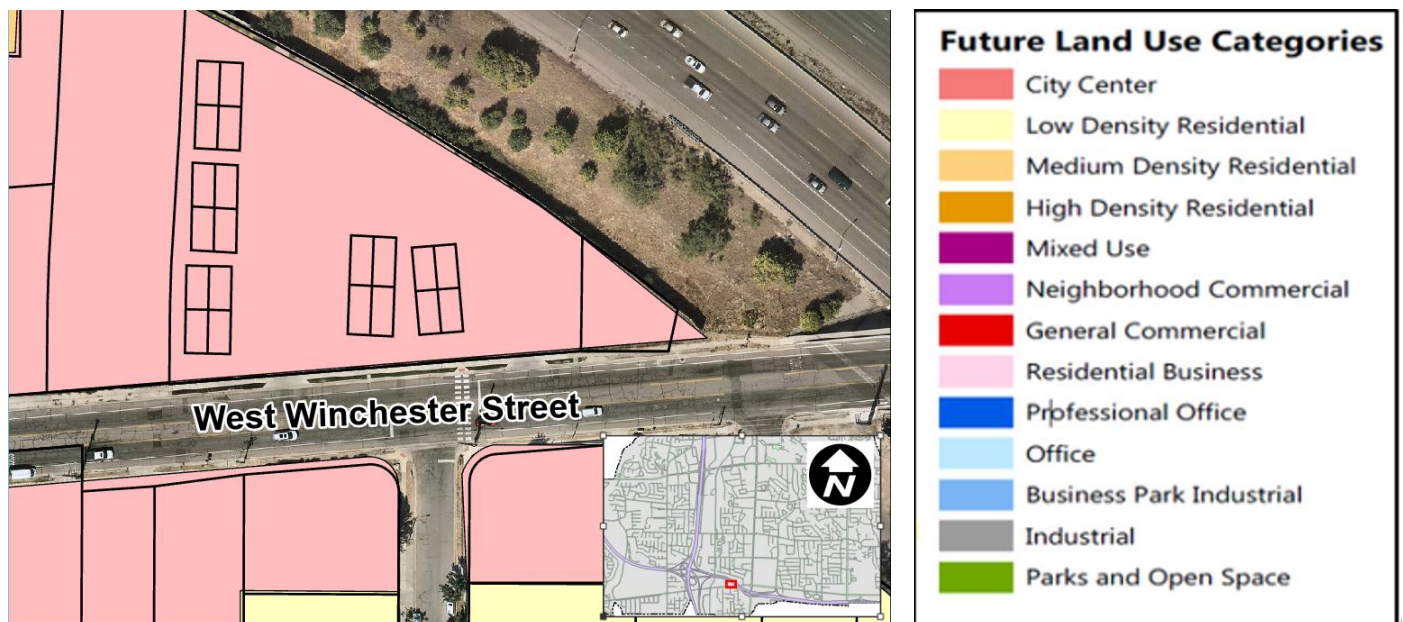 West Winchester Street
N
Future Land Use Categories
City Center
Low Density Residential
Medium Density Residential
High Density Residential
Mixed Use
Neighborhood Commercial
General Commercial
Residential Business
Professional Office
Office
Business Park Industrial
Industrial
Parks and Open Space